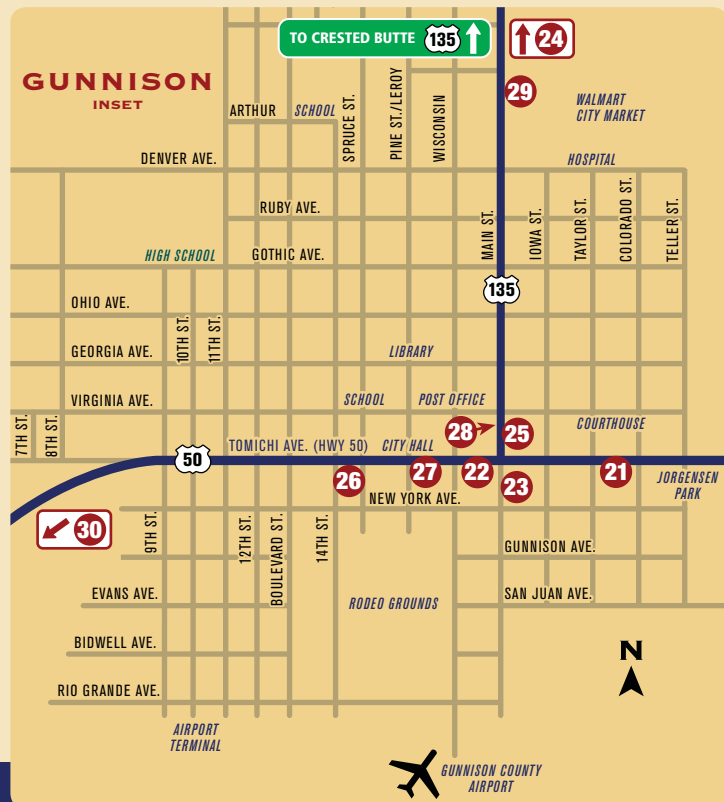 TO CRESTED BUTTE 135
24
GUNNISON
INSET
29
WALMART
CITY MARKET
ARTHUR
SCHOOL
SPRUCE ST.
PINE ST./LEROY
WISCONSIN
DENVER AVE.
HOSPITAL
RUBY AVE.
MAIN ST.
IOWA ST.
TAYLOR ST.
COLORADO ST.
TELLER ST.
HIGH SCHOOL
GOTHIC AVE.
135
OHIO AVE.
10TH ST.
11TH ST.
GEORGIA AVE.
LIBRARY
VIRGINIA AVE.
SCHOOL
POST OFFICE
7TH ST.
8TH ST.
28
25
COURTHOUSE
50
TOMICHI AVE. (HWY 50)
CITY HALL
26
27
22
23
21
JORGENSEN
PARK
NEW YORK AVE.
30
9TH ST.
12TH ST.
BOULEVARD ST.
14TH ST.
GUNNISON AVE.
EVANS AVE.
RODEO GROUNDS
SAN JUAN AVE.
BIDWELL AVE.
N
RIO GRANDE AVE.
AIRPORT
TERMINAL
GUNNISON COUNTY
AIRPORT